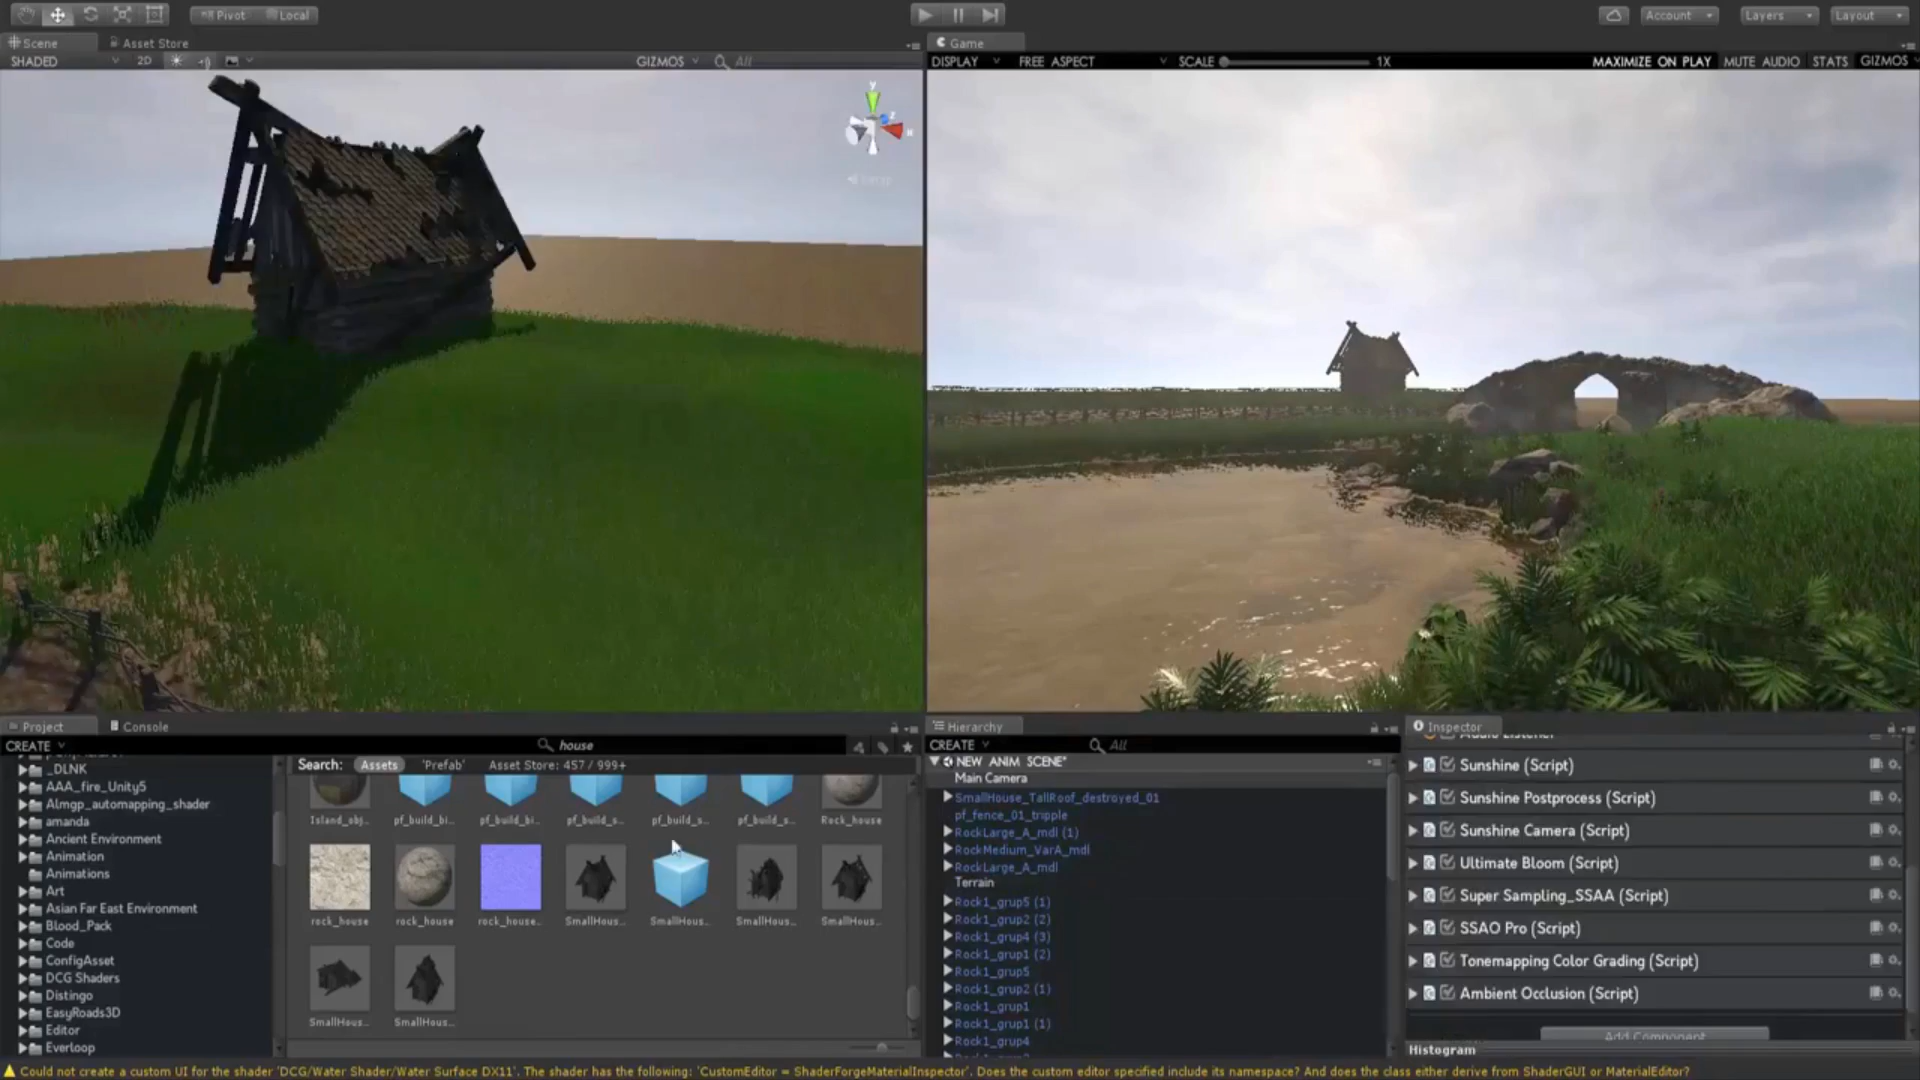 Pivot Local Account Layers Layout
Scene Asset Store Game
SHADED 2D GIZMOS All DISPLAY FREE ASPECT SCALE 1X MAXIMIZE ON PLAY MUTE AUDIO STATS GIZMOS
Y
Z
Project Console
CREATE house
Search: Assets 'Prefab' Asset Store: 457 / 999+
_DLNK
AAA_fire_Unity5
Almgp_automapping_shader
amanda
Ancient Environment
Animation
Animations
Art
Asian Far East Environment
Blood_Pack
Code
ConfigAsset
DCG Shaders
Distingo
EasyRoads3D
Editor
Everloop
Island_obj.. pf_build_bi.. pf_build_bi.. pf_build_s.. pf_build_s.. pf_build_s.. Rock_house
rock_house rock_house rock_house.. SmallHous.. SmallHous.. SmallHous.. SmallHous..
SmallHous.. SmallHous..
Hierarchy
CREATE All
NEW ANIM SCENE*
Main Camera
SmallHouse_TallRoof_destroyed_01
pf_fence_01_tripple
RockLarge_A_mdl (1)
RockMedium_VarA_mdl
RockLarge_A_mdl
Terrain
Rock1_grup5 (1)
Rock1_grup2 (2)
Rock1_grup4 (3)
Rock1_grup1 (2)
Rock1_grup5
Rock1_grup2 (1)
Rock1_grup1
Rock1_grup1 (1)
Rock1_grup4
Inspector
Audio Listener
Sunshine (Script)
Sunshine Postprocess (Script)
Sunshine Camera (Script)
Ultimate Bloom (Script)
Super Sampling_SSAA (Script)
SSAO Pro (Script)
Tonemapping Color Grading (Script)
Ambient Occlusion (Script)
Add Component
Histogram
Could not create a custom UI for the shader 'DCG/Water Shader/Water Surface DX11'. The shader has the following: 'CustomEditor = ShaderForgeMaterialInspector'. Does the custom editor specified include its namespace? And does the class either derive from ShaderGUI or MaterialEditor?